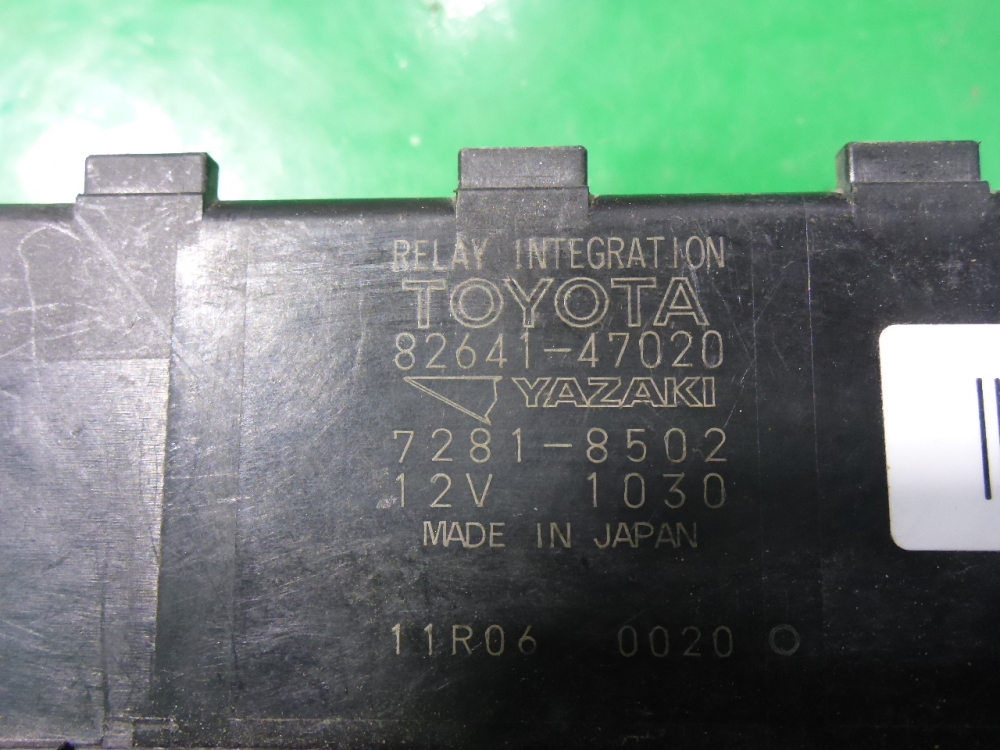 RELAY INTEGRATION
TOYOTA
82641-47020
YAZAKI
7281-8502
12V 1030
MADE IN JAPAN
11R06 0020